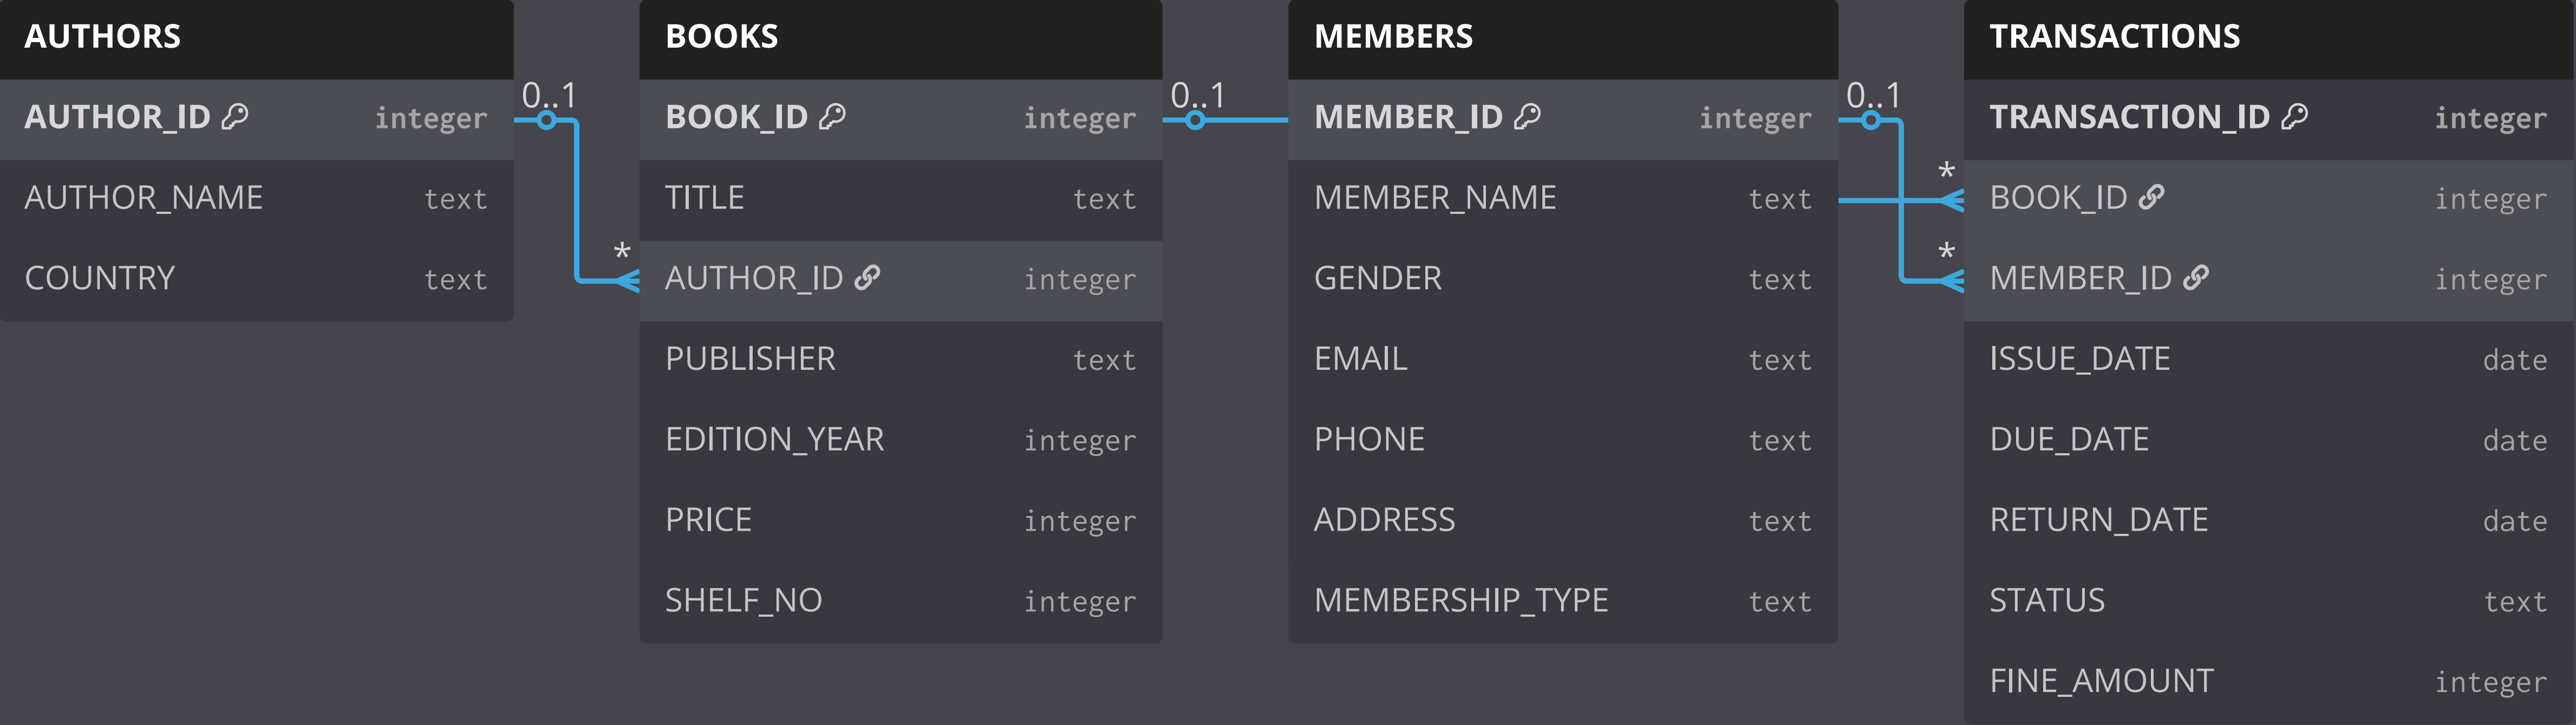 AUTHORS
AUTHOR_ID integer
AUTHOR_NAME text
COUNTRY text
0..1
*
BOOKS
BOOK_ID integer
TITLE text
AUTHOR_ID integer
PUBLISHER text
EDITION_YEAR integer
PRICE integer
SHELF_NO integer
0..1
MEMBERS
MEMBER_ID integer
MEMBER_NAME text
GENDER text
EMAIL text
PHONE text
ADDRESS text
MEMBERSHIP_TYPE text
0..1
*
*
TRANSACTIONS
TRANSACTION_ID integer
BOOK_ID integer
MEMBER_ID integer
ISSUE_DATE date
DUE_DATE date
RETURN_DATE date
STATUS text
FINE_AMOUNT integer